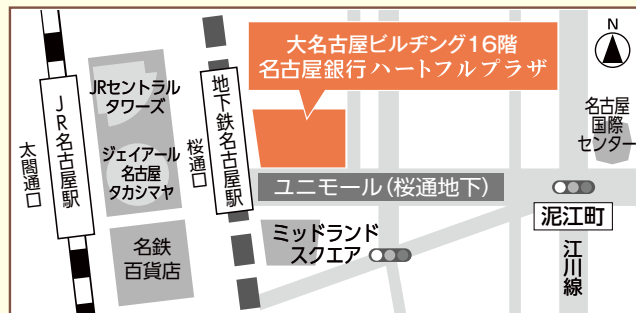 大名古屋ビルヂング16階
名古屋銀行 ハートフルプラザ
N
JRセントラル
タワーズ
JR名古屋駅
太閤通口
ジェイアール
名古屋
タカシマヤ
桜通口
地下鉄名古屋駅
名古屋
国際
センター
ユニモール(桜通地下)
泥江町
江川線
名鉄
百貨店
ミッドランド
スクエア